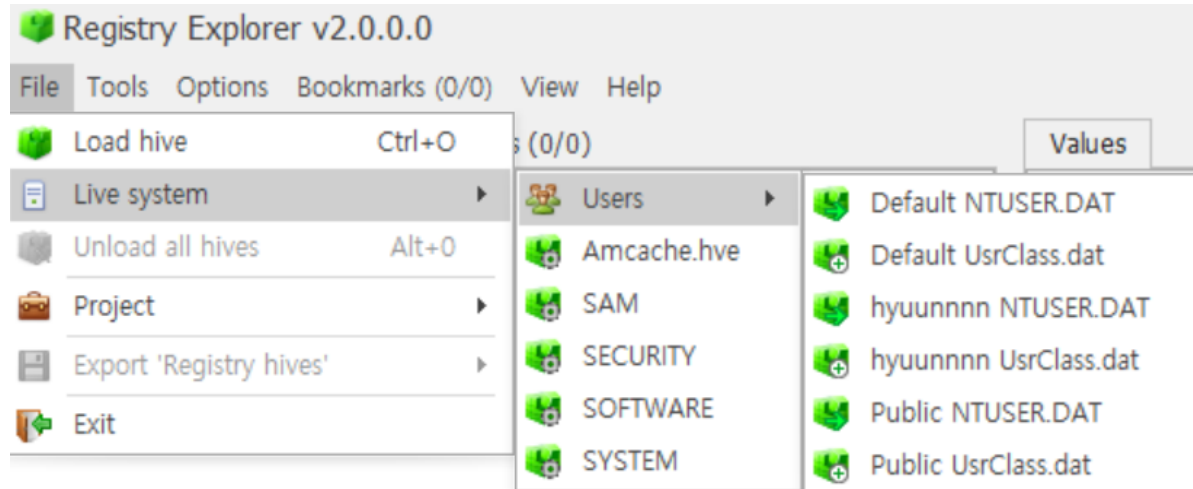 Registry Explorer v2.0.0.0
File Tools Options Bookmarks (0/0) View Help
Load hive Ctrl+O
Live system
Unload all hives Alt+0
Project
Export 'Registry hives'
Exit
s (0/0)
Values
Users
Amcache.hve
SAM
SECURITY
SOFTWARE
SYSTEM
Default NTUSER.DAT
Default UsrClass.dat
hyuunnnn NTUSER.DAT
hyuunnnn UsrClass.dat
Public NTUSER.DAT
Public UsrClass.dat